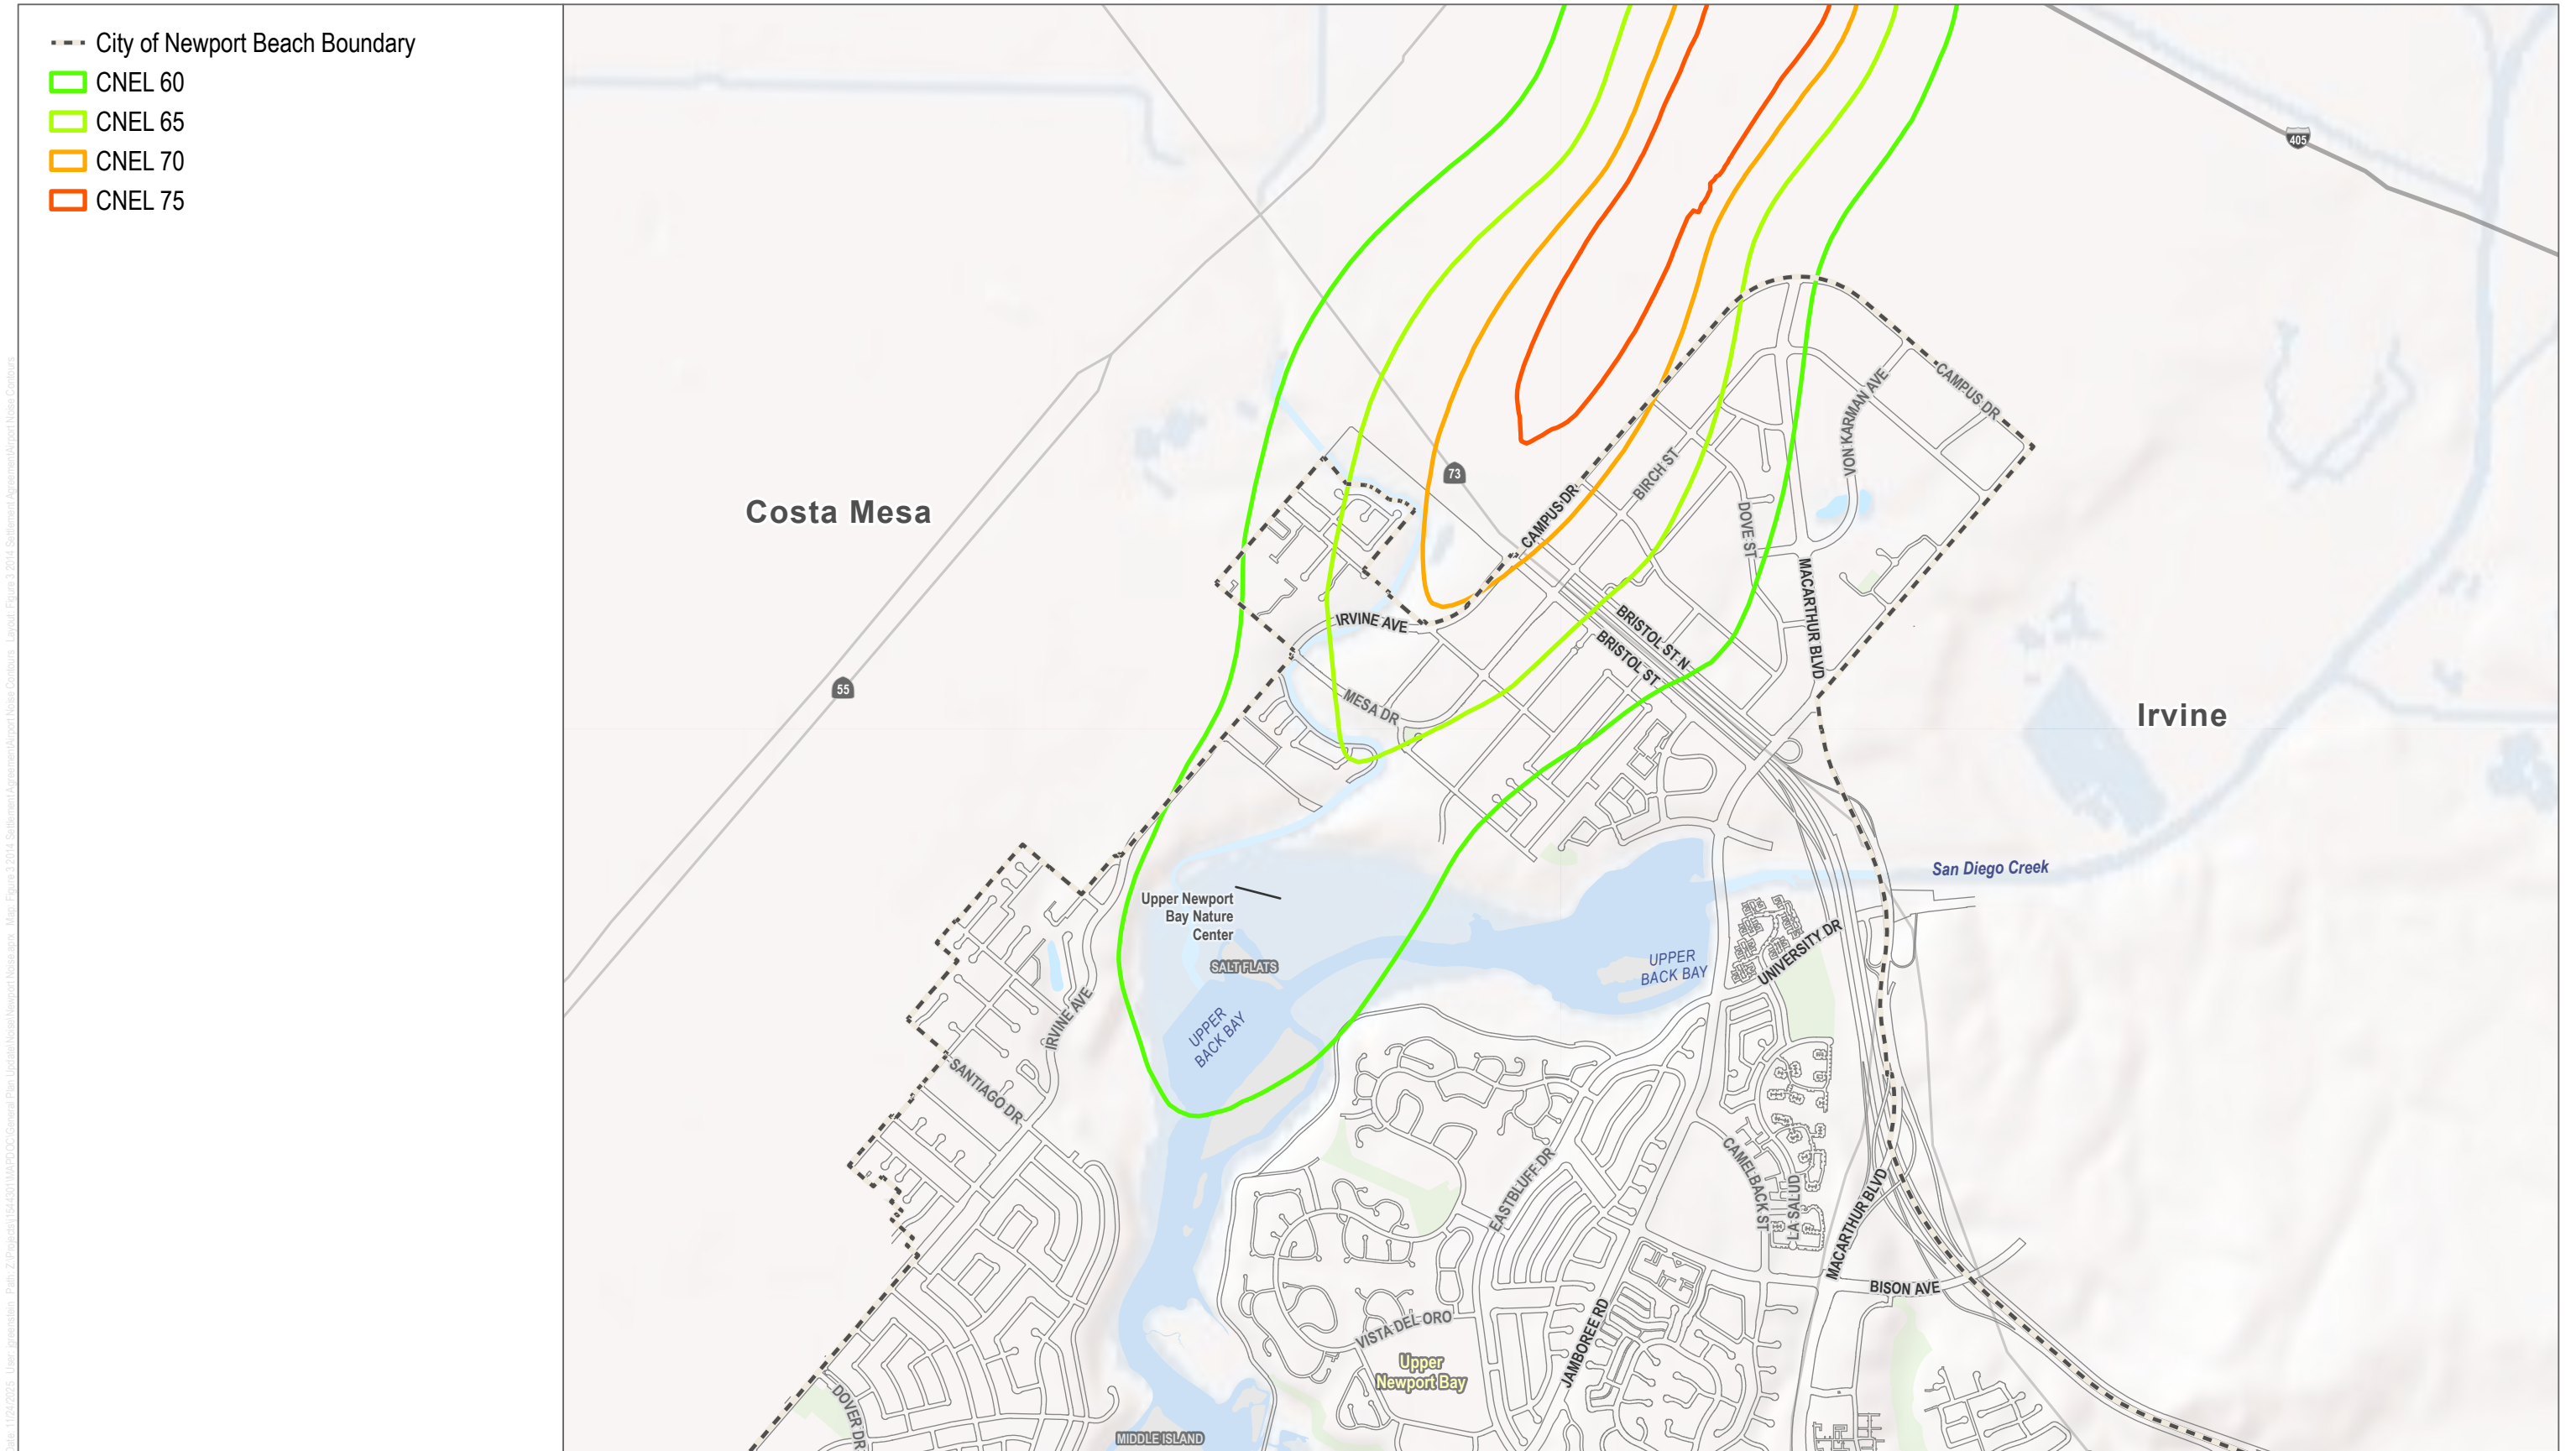 City of Newport Beach Boundary
CNEL 60
CNEL 65
CNEL 70
CNEL 75
405
CAMPUS DR
VON KARMAN AVE
73
BIRCH ST
Costa Mesa
CAMPUS DR
DOVE ST
MACARTHUR BLVD
IRVINE AVE
BRISTOL ST N
BRISTOL ST
55
MESA DR
Irvine
San Diego Creek
Upper Newport
Bay Nature
Center
SALT FLATS
UNIVERSITY DR
UPPER
BACK BAY
UPPER
BACK BAY
IRVINE AVE
SANTIAGO DR
CAMELBACK ST
EASTBLUFF DR
LA SALUD
MACARTHUR BLVD
BISON AVE
VISTA DEL ORO
JAMBOREE RD
Upper
Newport Bay
DOVER DR
MIDDLE ISLAND